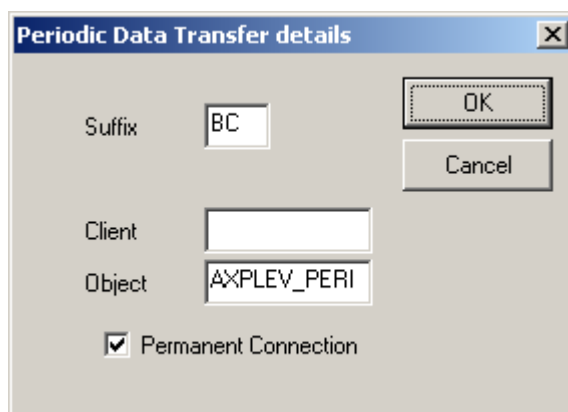 Periodic Data Transfer details
Suffix BC OK
Cancel
Client
Object AXPLEV_PERI
Permanent Connection